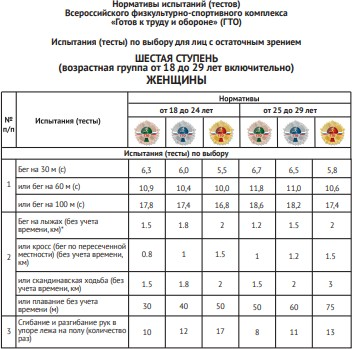 Нормативы испытаний (тестов)
Всероссийского физкультурно-спортивного комплекса
«Готов к труду и обороне» (ГТО)
Испытания (тесты) по выбору для лиц с остаточным зрением
ШЕСТАЯ СТУПЕНЬ
(возрастная группа от 18 до 29 лет включительно)
ЖЕНЩИНЫ
№ п/п Испытания (тесты) Нормативы
от 18 до 24 лет от 25 до 29 лет
Испытания (тесты) по выбору
1 Бег на 30 м (с) 6,3 6,0 5,5 6,7 6,5 5,8
или бег на 60 м (с) 10,9 10,4 10,0 11,8 11,0 10,6
или бег на 100 м (с) 17,8 17,4 16,8 18,6 18,2 17,4
2 Бег на лыжах (без учета
времени, км)* 1.5 1.8 2 1.2 1.5 2
или кросс (бег по пересеченной
местности) (без учета времени,
км) 0.8 1 1.5 1 1.2 1.5
или скандинавская ходьба (без
учета времени, км) 1.5 1.8 2 1.5 2 3
или плавание без учета
времени (м) 30 40 50 50 60 75
3 Сгибание и разгибание рук в
упоре лежа на полу (количество
раз) 10 12 17 8 11 13